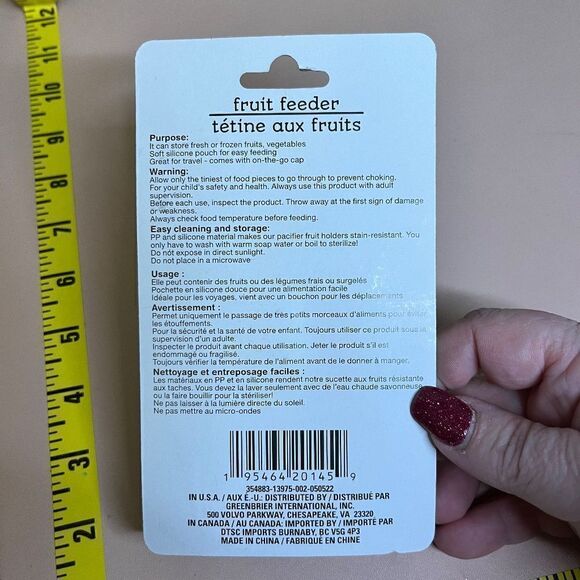 fruit feeder
tétine aux fruits
Purpose:
It can store fresh or frozen fruits, vegetables
Soft silicone pouch for easy feeding
Great for travel - comes with on-the-go cap
Warning:
Allow only the tiniest of food pieces to go through to prevent choking.
For your child's safety and health. Always use this product with adult
supervision.
Before each use, inspect the product. Throw away at the first sign of damage
or weakness.
Always check food temperature before feeding.
Easy cleaning and storage:
PP and silicone material makes our pacifier fruit holders stain-resistant. You
only have to wash with warm soap water or boil to sterilize!
Do not expose in direct sunlight.
Do not place in a microwave
Usage :
Elle peut contenir des fruits ou des légumes frais ou surgelés
Pochette en silicone douce pour une alimentation facile
Idéale pour les voyages, vient avec un bouchon pour les déplacements
Avertissement :
Permet uniquement le passage de très petits morceaux d'aliments pour éviter
les étouffements.
Pour la sécurité et la santé de votre enfant. Toujours utiliser ce produit sous la
supervision d'un adulte.
Inspecter le produit avant chaque utilisation. Jeter le produit s'il est
endommagé ou fragilisé.
Toujours vérifier la température de l'aliment avant de le donner à manger.
Nettoyage et entreposage faciles :
Les matériaux en PP et en silicone rendent notre sucette aux fruits résistante
aux taches. Vous devez la laver seulement avec de l'eau chaude savonneuse
ou la faire bouillir pour la stériliser!
Ne pas laisser à la lumière directe du soleil.
Ne pas mettre au micro-ondes
1 95464 20145 9
354883-13975-002-050522
IN U.S.A. / AUX É.-U.: DISTRIBUTED BY / DISTRIBUÉ PAR
GREENBRIER INTERNATIONAL, INC.
500 VOLVO PARKWAY, CHESAPEAKE, VA 23320
IN CANADA / AU CANADA: IMPORTED BY / IMPORTÉ PAR
DTSC IMPORTS BURNABY, BC V5G 4P3
MADE IN CHINA / FABRIQUÉ EN CHINE
12
11
10
9
8
7
6
5
4
3
2